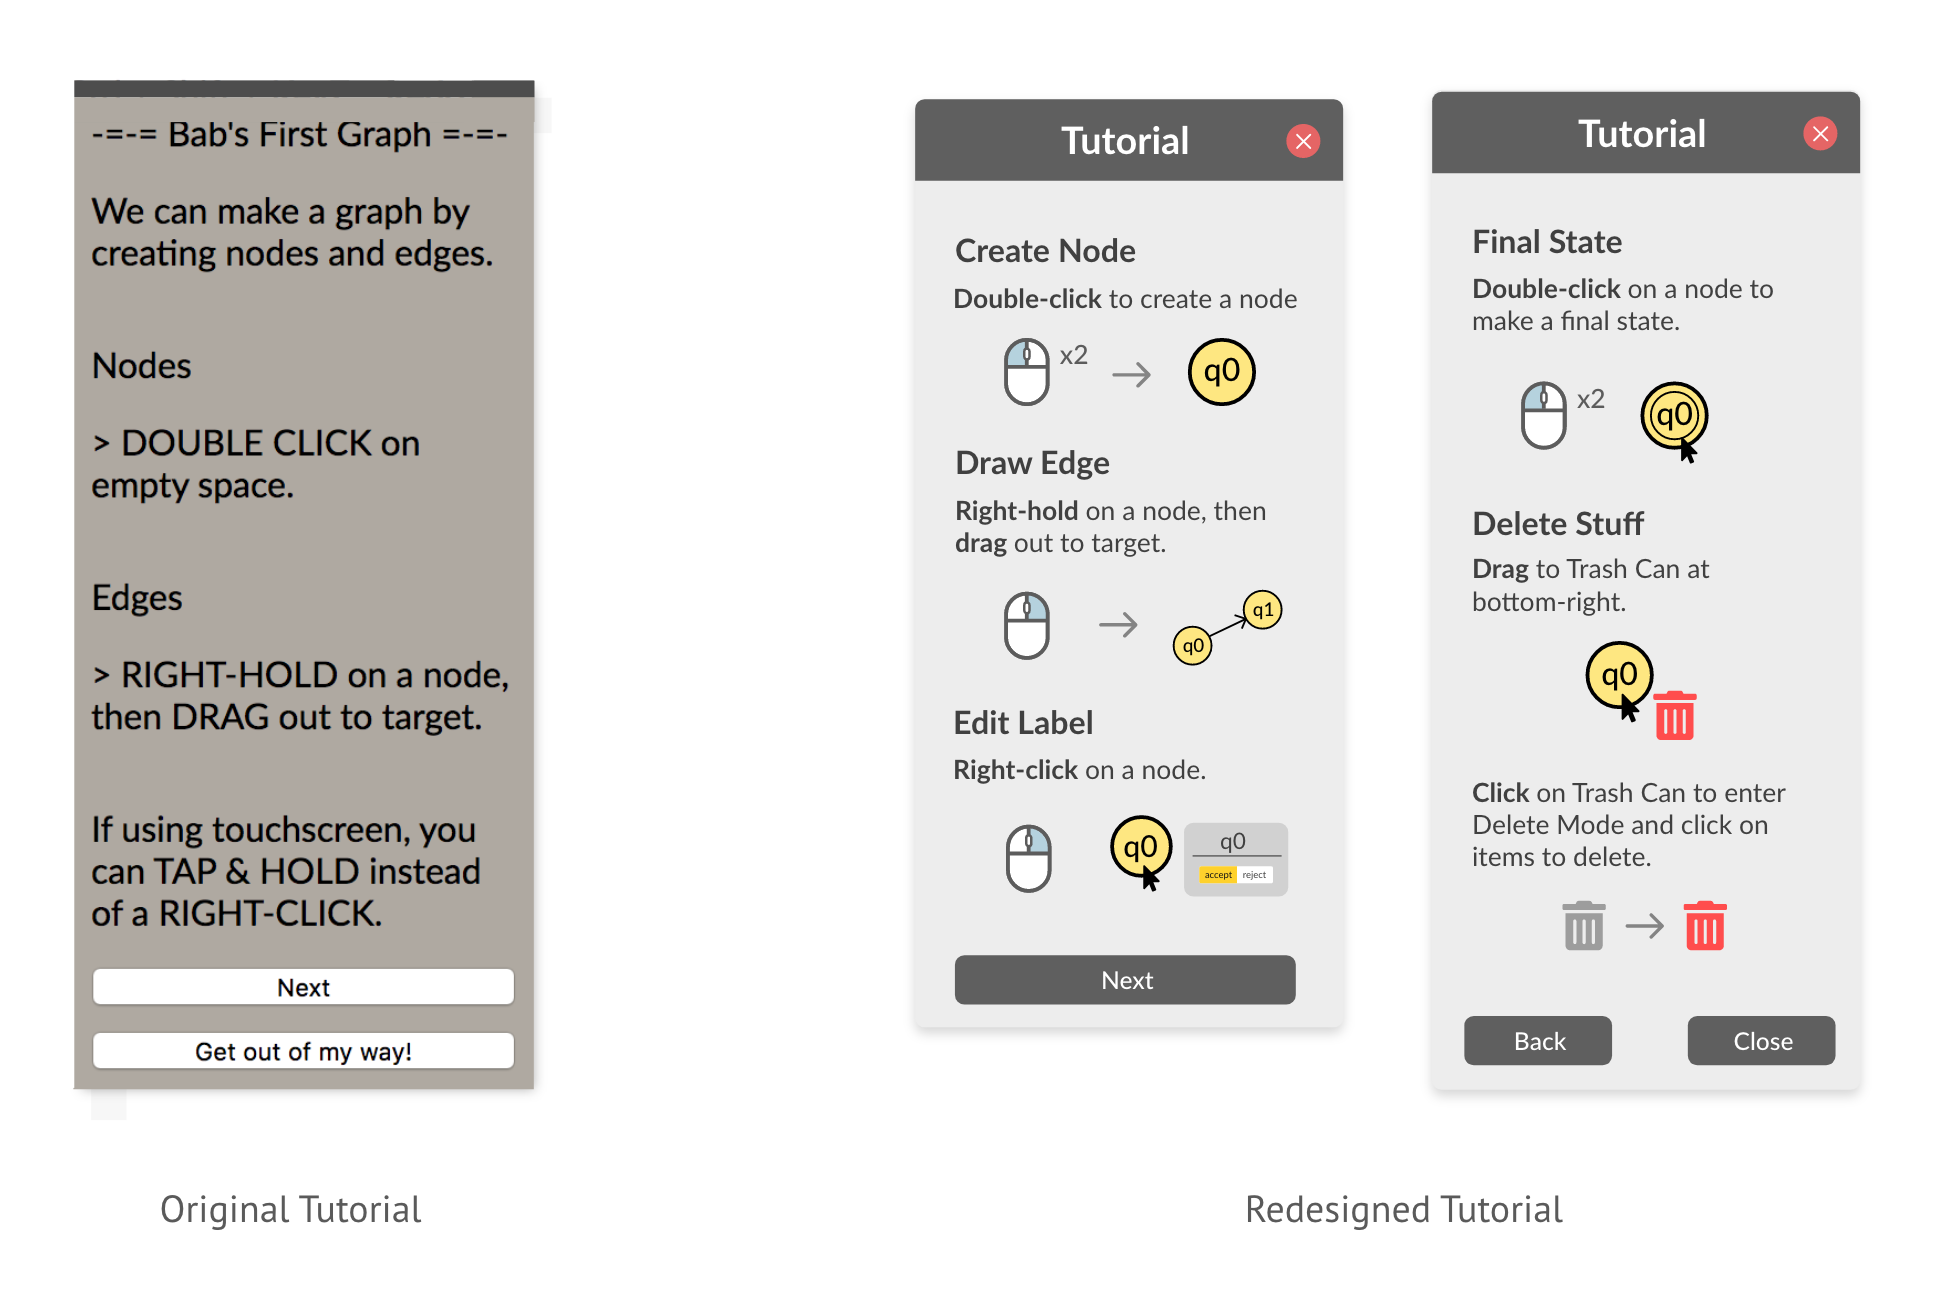 -=-= Bab's First Graph =-=-
We can make a graph by
creating nodes and edges.
Nodes
> DOUBLE CLICK on
empty space.
Edges
> RIGHT-HOLD on a node,
then DRAG out to target.
If using touchscreen, you
can TAP & HOLD instead
of a RIGHT-CLICK.
Next
Get out of my way!
Original Tutorial
Tutorial
Create Node
Double-click to create a node
x2
q0
Draw Edge
Right-hold on a node, then
drag out to target.
q1
q0
Edit Label
Right-click on a node.
q0
q0
accept reject
Next
Tutorial
Final State
Double-click on a node to
make a final state.
x2
q0
Delete Stuff
Drag to Trash Can at
bottom-right.
q0
Click on Trash Can to enter
Delete Mode and click on
items to delete.
Back
Close
Redesigned Tutorial